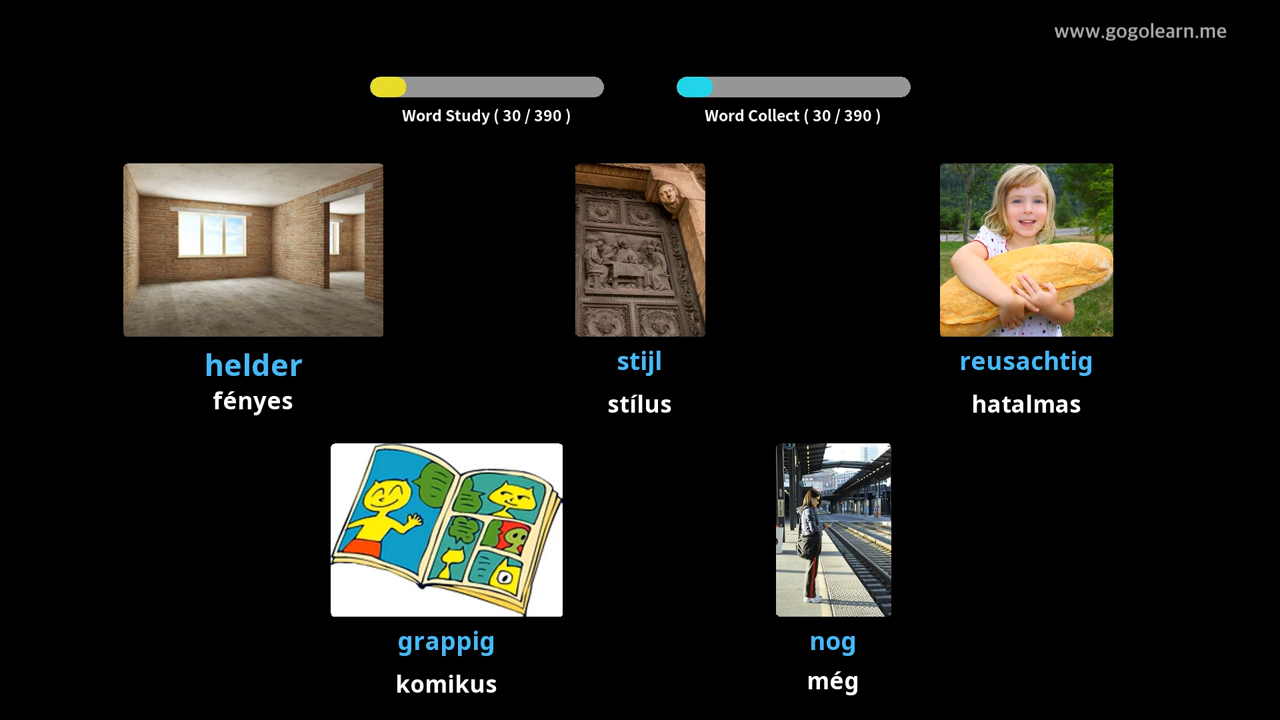 www.gogolearn.me
Word Study ( 30 / 390 )
Word Collect ( 30 / 390 )
helder
fényes
stijl
stílus
reusachtig
hatalmas
grappig
komikus
nog
még